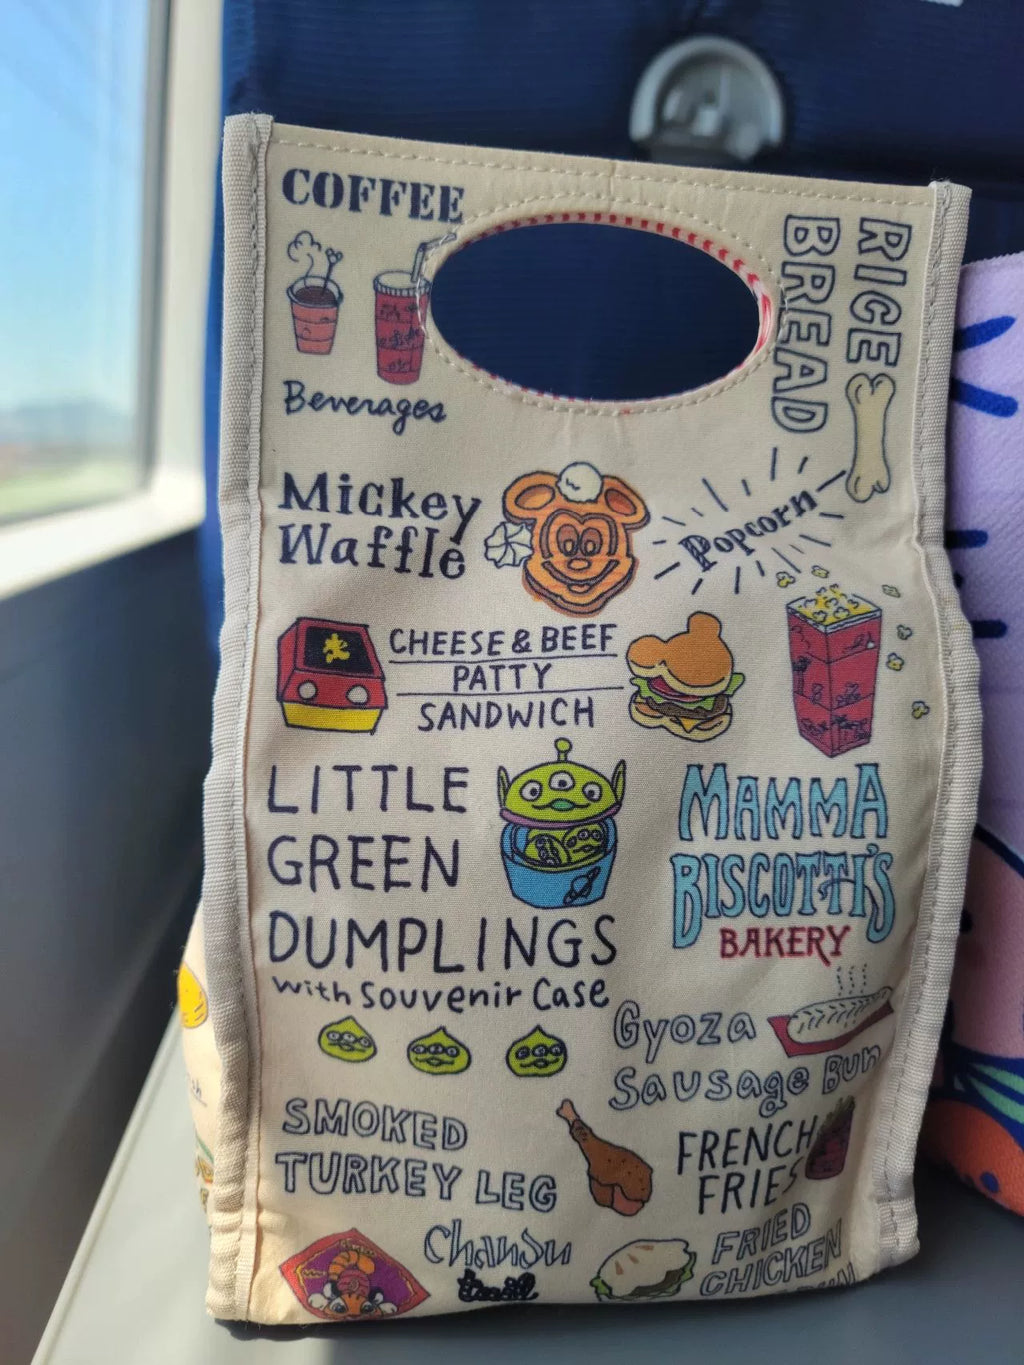 COFFEE
Beverages
RICE
BREAD
Mickey
Waffle
Popcorn
CHEESE & BEEF
PATTY
SANDWICH
LITTLE
GREEN
DUMPLINGS
with Souvenir Case
MAMMA
BISCOTTI'S
BAKERY
Gyoza
Sausage Bun
SMOKED
TURKEY LEG
FRENCH
FRIES
Chandu
tail
FRIED
CHICKEN